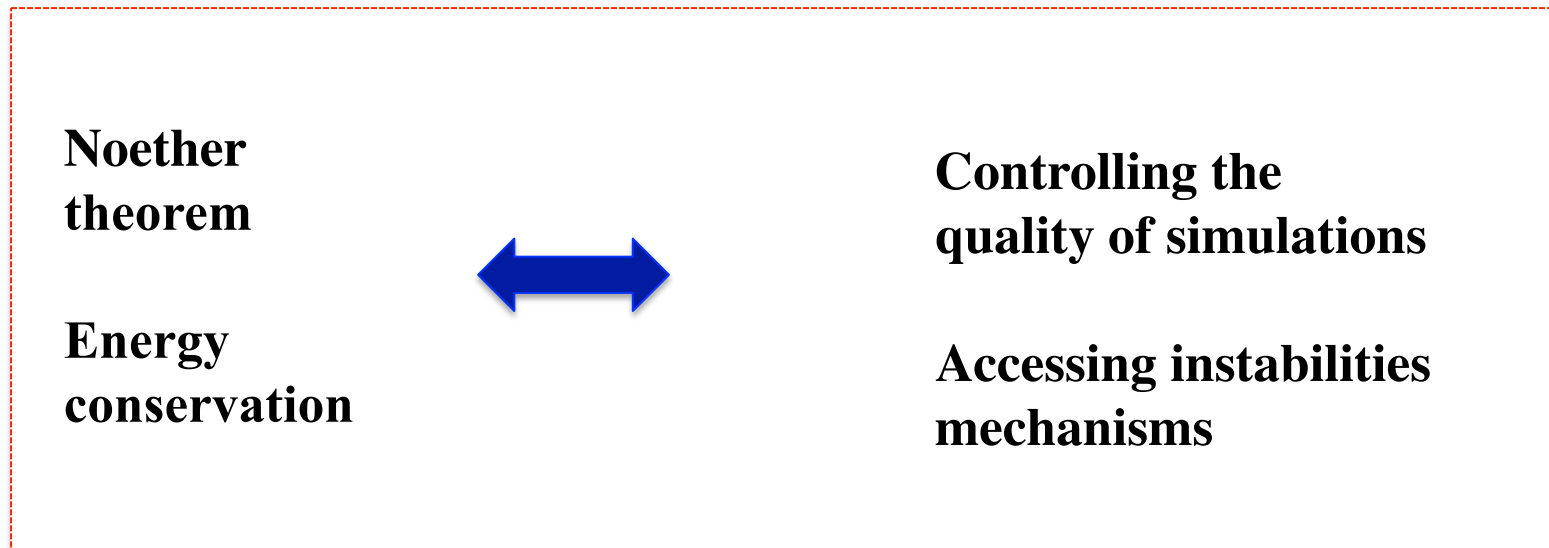 Noether
theorem
Energy
conservation
Controlling the
quality of simulations
Accessing instabilities
mechanisms